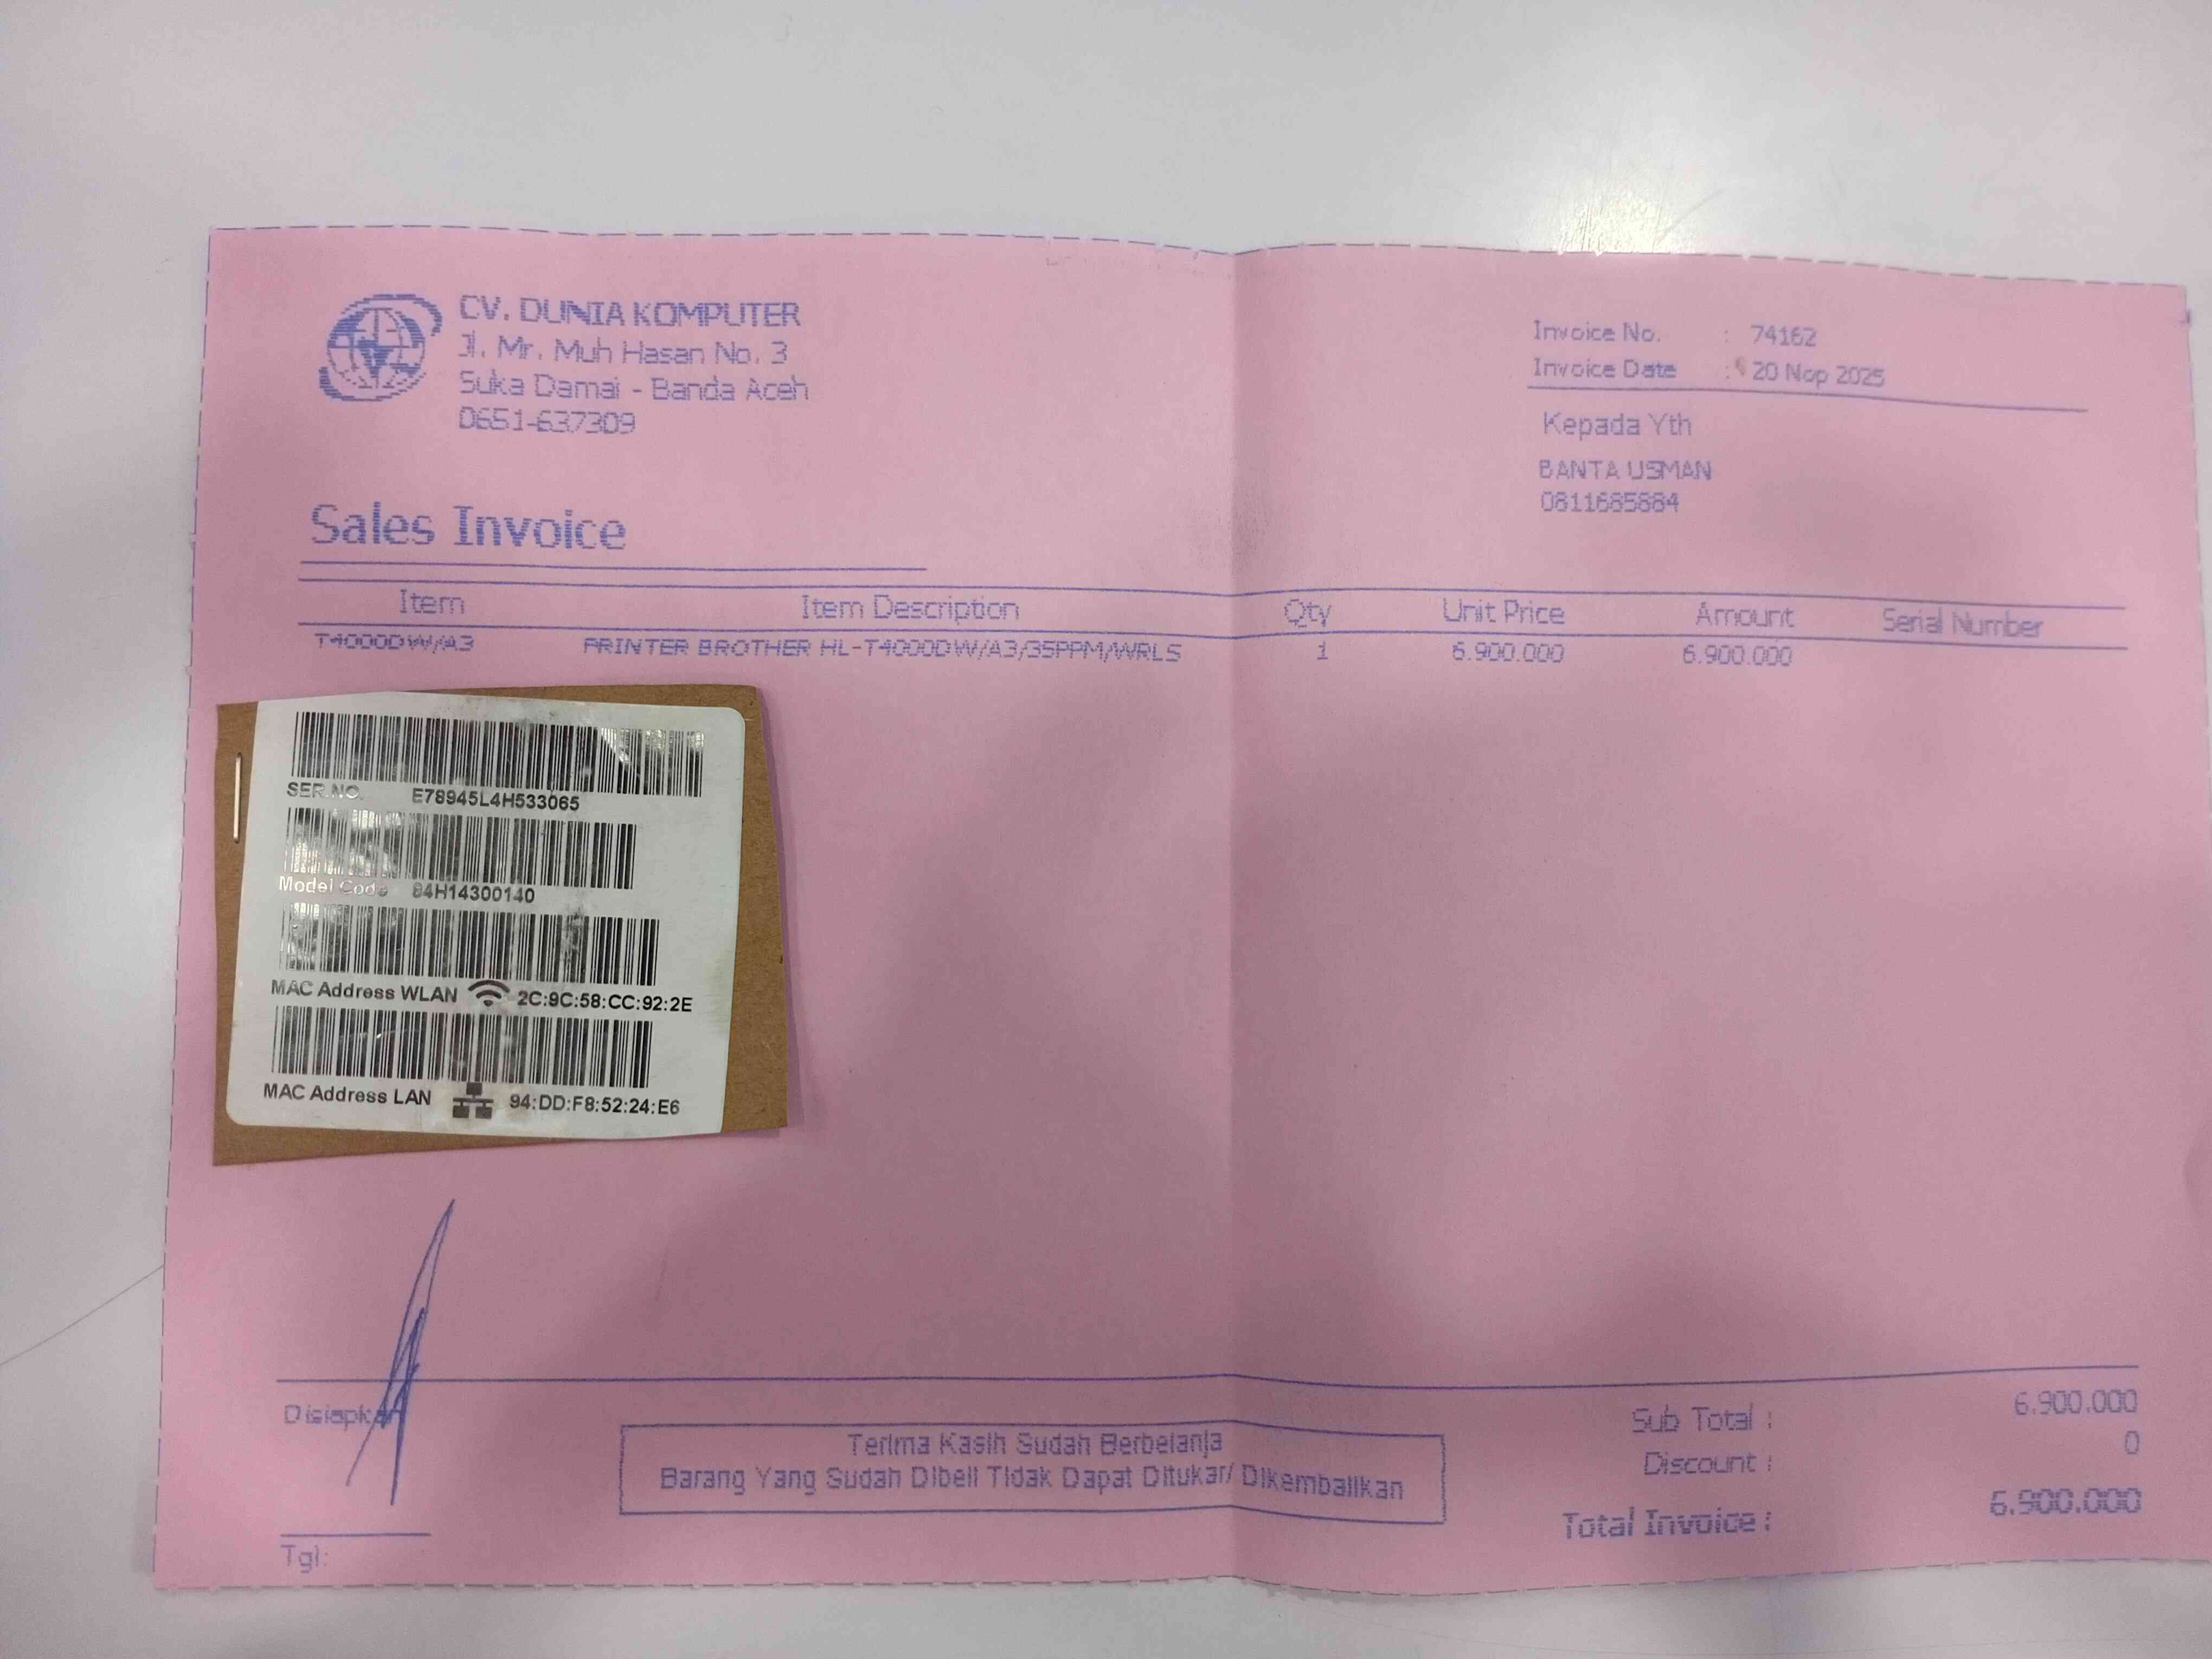 CV. DUNIA KOMPUTER
Jl. Mr. Muh Hasan No. 3
Suka Damai - Banda Aceh
0651-637309
Invoice No. : 74162
Invoice Date : 20 Nop 2025
Kepada Yth
BANTA USMAN
0811685884
Sales Invoice
Item Item Description Qty Unit Price Amount Serial Number
T4000DW/A3 PRINTER BROTHER HL-T4000DW/A3/35PPM/WRLS 1 6.900.000 6.900.000
SER.NO. E78945L4H533065
Model Code 84H14300140
MAC Address WLAN 2C:9C:58:CC:92:2E
MAC Address LAN 94:DD:F8:52:24:E6
Disiapkan
Terima Kasih Sudah Berbelanja
Barang Yang Sudah Dibeli Tidak Dapat Ditukar/ Dikembalikan
Sub Total : 6.900.000
Discount : 0
Total Invoice : 6.900.000
Tgl: